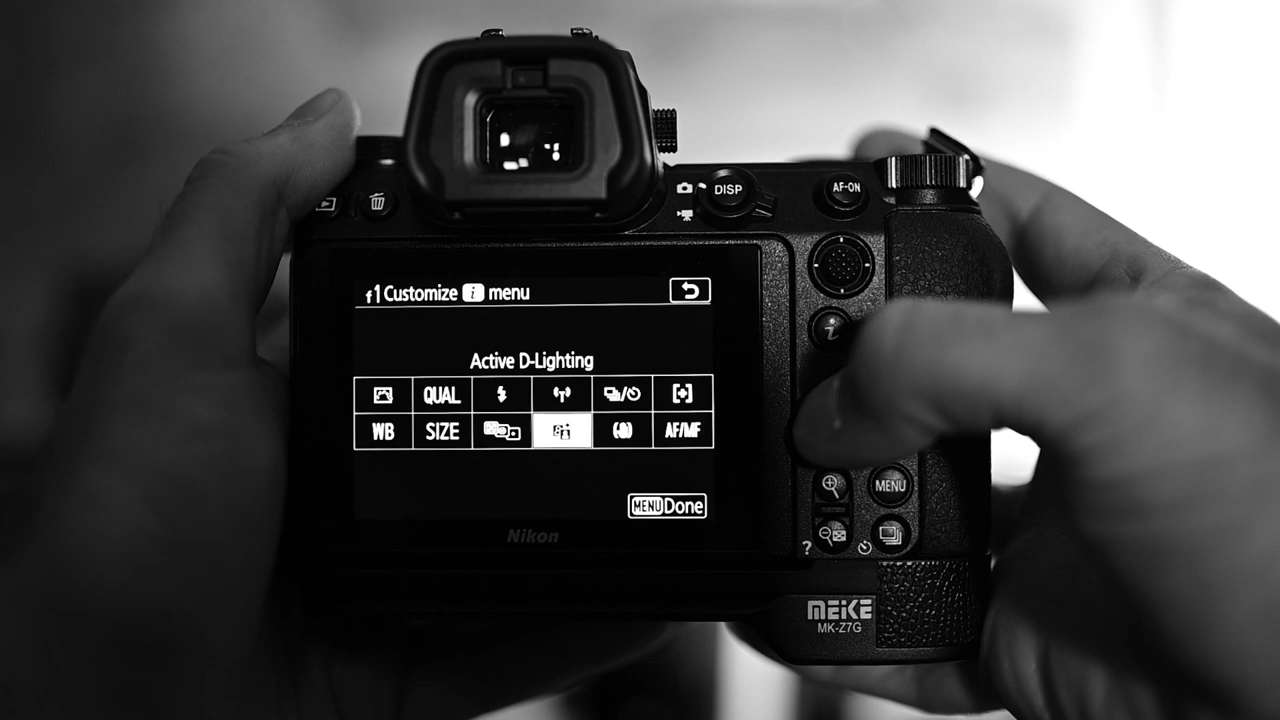 DISP
AF-ON
f1 Customize i menu
i
Active D-Lighting
QUAL
WB SIZE AF/MF
MENU Done
MENU
Nikon
?
MEIKE
MK-Z7G